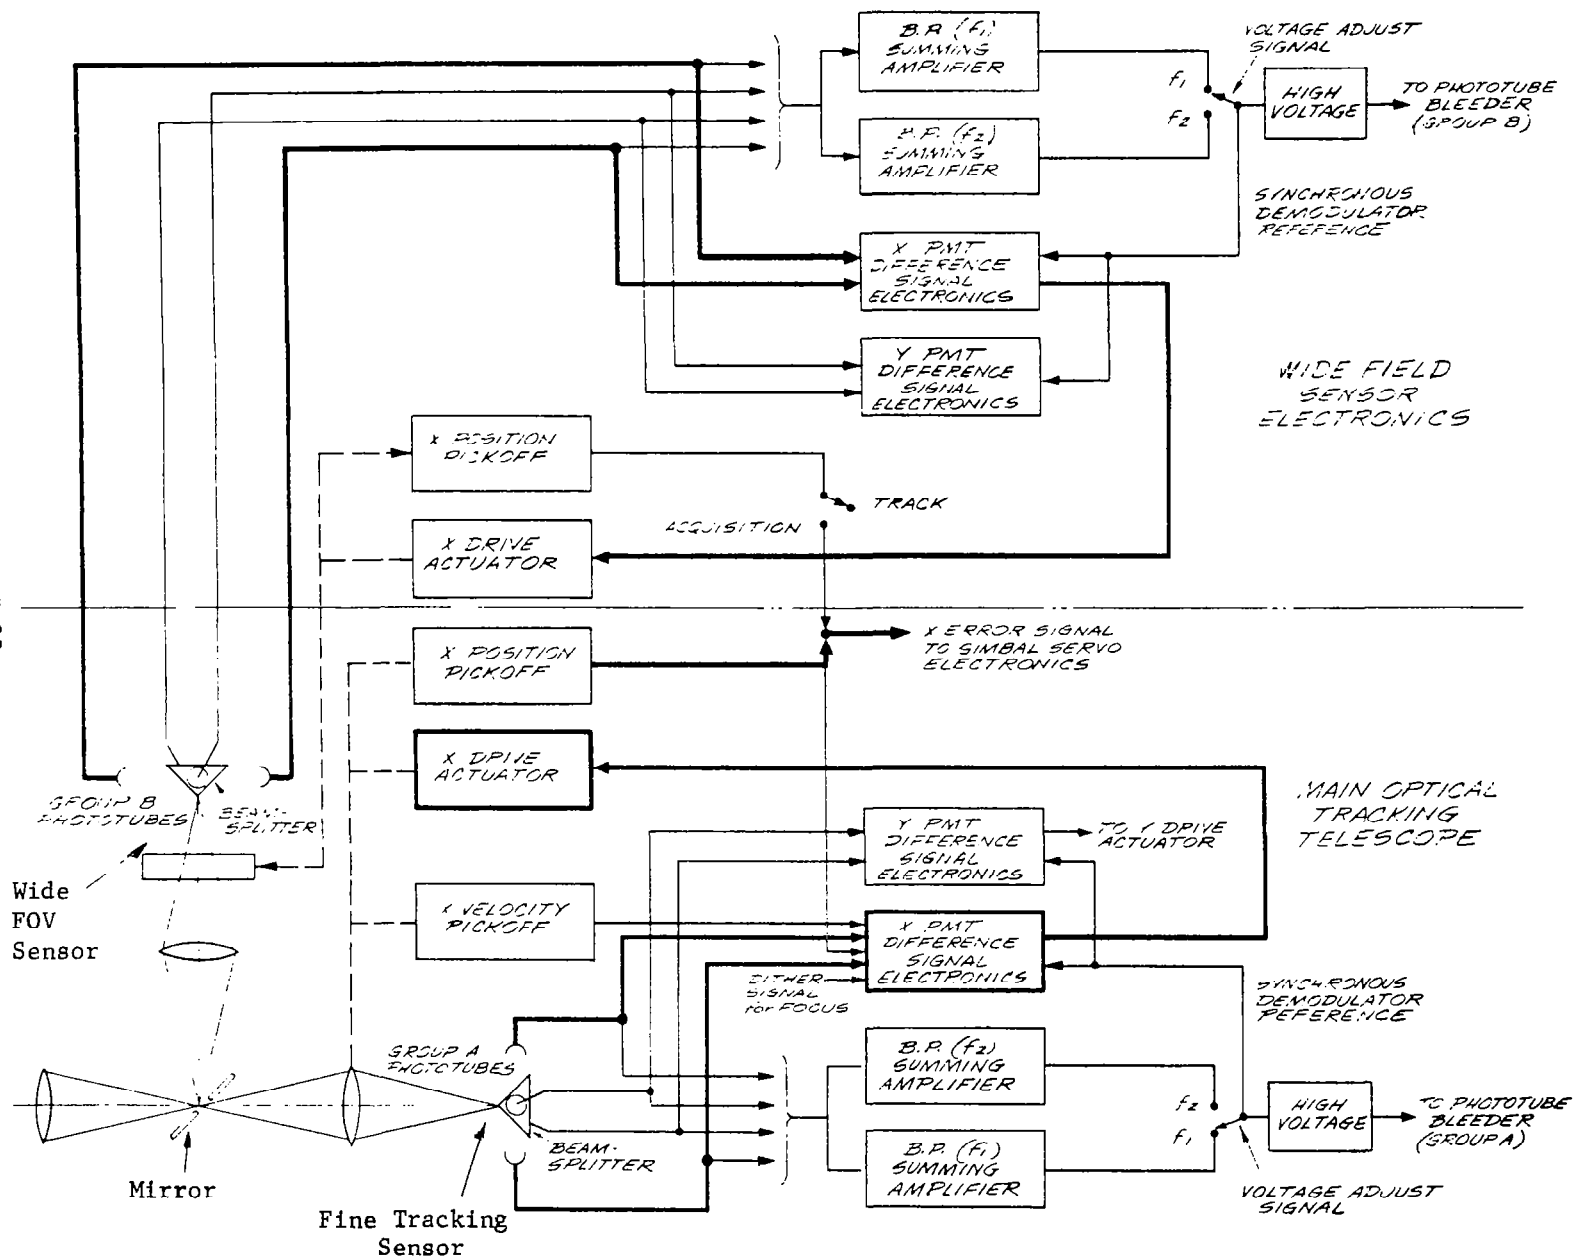 B.P. (f1)
SUMMING
AMPLIFIER
VOLTAGE ADJUST
SIGNAL
f1
f2
HIGH
VOLTAGE
TO PHOTOTUBE
BLEEDER
(GROUP B)
B.P. (f2)
SUMMING
AMPLIFIER
SYNCHRONOUS
DEMODULATOR
REFERENCE
X PMT
DIFFERENCE
SIGNAL
ELECTRONICS
Y PMT
DIFFERENCE
SIGNAL
ELECTRONICS
WIDE FIELD
SENSOR
ELECTRONICS
X POSITION
PICKOFF
TRACK
ACQUISITION
X DRIVE
ACTUATOR
X POSITION
PICKOFF
X ERROR SIGNAL
TO GIMBAL SERVO
ELECTRONICS
X DRIVE
ACTUATOR
GROUP B
PHOTOTUBES
BEAM-
SPLITTER
MAIN OPTICAL
TRACKING
TELESCOPE
Y PMT
DIFFERENCE
SIGNAL
ELECTRONICS
TO Y DRIVE
ACTUATOR
Wide
FOV
Sensor
X VELOCITY
PICKOFF
X PMT
DIFFERENCE
SIGNAL
ELECTRONICS
DITHER
SIGNAL
for FOCUS
SYNCHRONOUS
DEMODULATOR
REFERENCE
GROUP A
PHOTOTUBES
B.P. (f2)
SUMMING
AMPLIFIER
f2
f1
HIGH
VOLTAGE
TO PHOTOTUBE
BLEEDER
(GROUP A)
BEAM-
SPLITTER
B.P. (f1)
SUMMING
AMPLIFIER
VOLTAGE ADJUST
SIGNAL
Mirror
Fine Tracking
Sensor